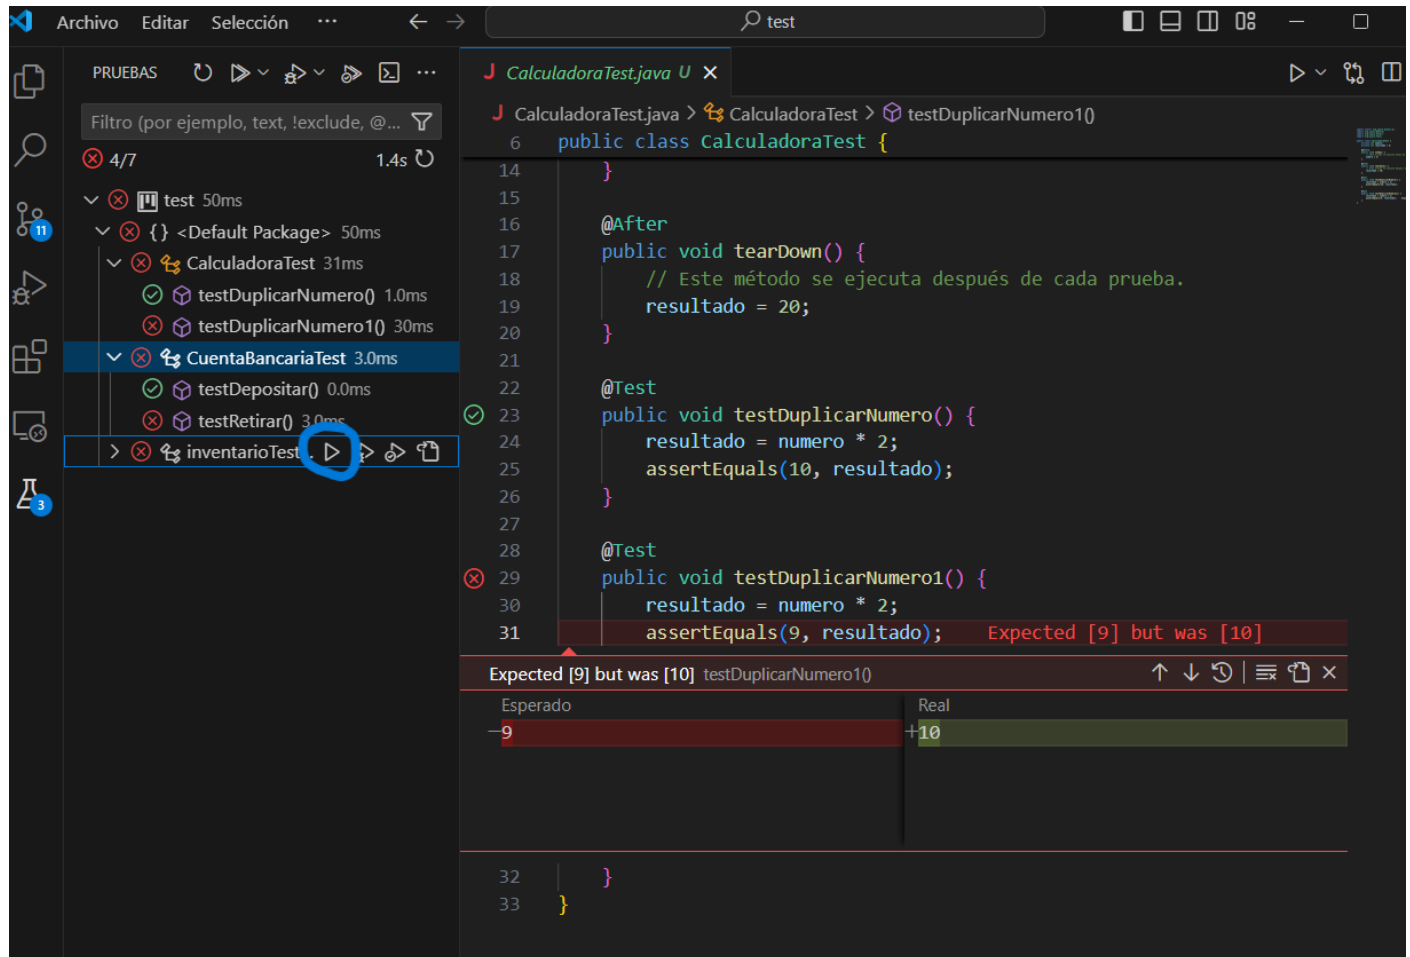 Archivo Editar Selección ··· test
PRUEBAS
Filtro (por ejemplo, text, !exclude, @...
4/7 1.4s
test 50ms
{} <Default Package> 50ms
CalculadoraTest 31ms
testDuplicarNumero() 1.0ms
testDuplicarNumero1() 30ms
CuentaBancariaTest 3.0ms
testDepositar() 0.0ms
testRetirar() 3.0ms
inventarioTest...
11
3
J CalculadoraTest.java U
J CalculadoraTest.java > CalculadoraTest > testDuplicarNumero1()
6 public class CalculadoraTest {
14 }
15
16 @After
17 public void tearDown() {
18 // Este método se ejecuta después de cada prueba.
19 resultado = 20;
20 }
21
22 @Test
23 public void testDuplicarNumero() {
24 resultado = numero * 2;
25 assertEquals(10, resultado);
26 }
27
28 @Test
29 public void testDuplicarNumero1() {
30 resultado = numero * 2;
31 assertEquals(9, resultado); Expected [9] but was [10]
Expected [9] but was [10] testDuplicarNumero1()
Esperado Real
−9 +10
32 }
33 }